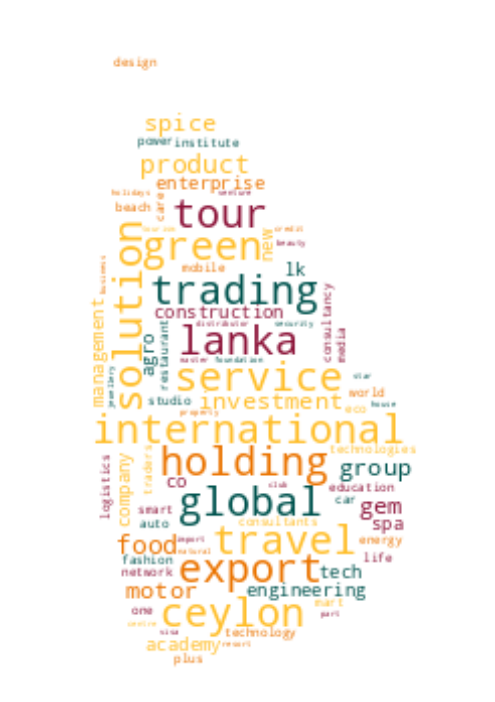 design
spice
power institute
product
enterprise
holidays
venture
beach
care
tour
tourism
credit
green
new
beauty
solution
mobile
lk
business
trading
construction
consultancy
distributor
security
management
lanka
media
agro
restaurant
master
foundation
service
star
jewellery
world
studio
investment
eco
house
property
international
technologies
traders
holding
group
logistics
company
co
club
education
global
car
gem
smart
auto
consultants
spa
travel
energy
food
import
natural
fashion
life
network
export
tech
motor
engineering
one
ceylon
mart
part
centre
visa
technology
academy
resort
plus